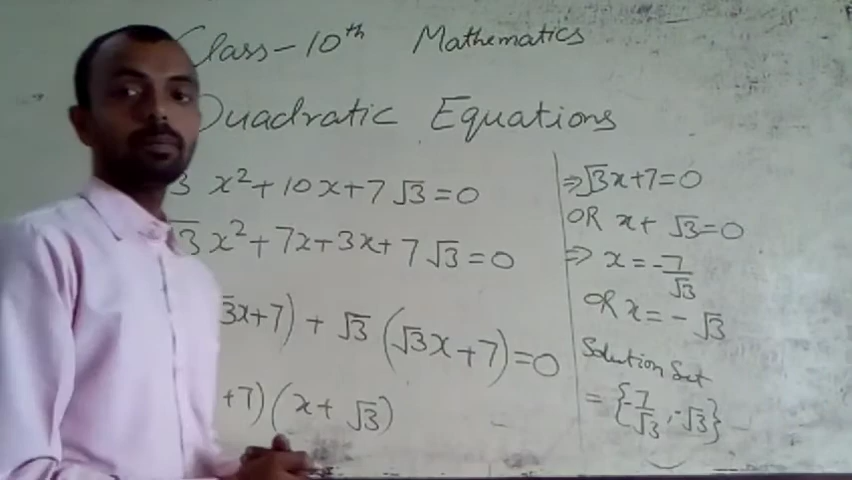 Class-10th Mathematics
Quadratic Equations
3 x²+10x+7√3=0
√3 x²+7x+3x+7√3=0
3x+7)+√3(√3x+7)=0
+7)(x+√3)
⇒√3x+7=0
OR x+√3=0
⇒ x=-7/√3
OR x=-√3
Solution Set
={-7/√3,-√3}